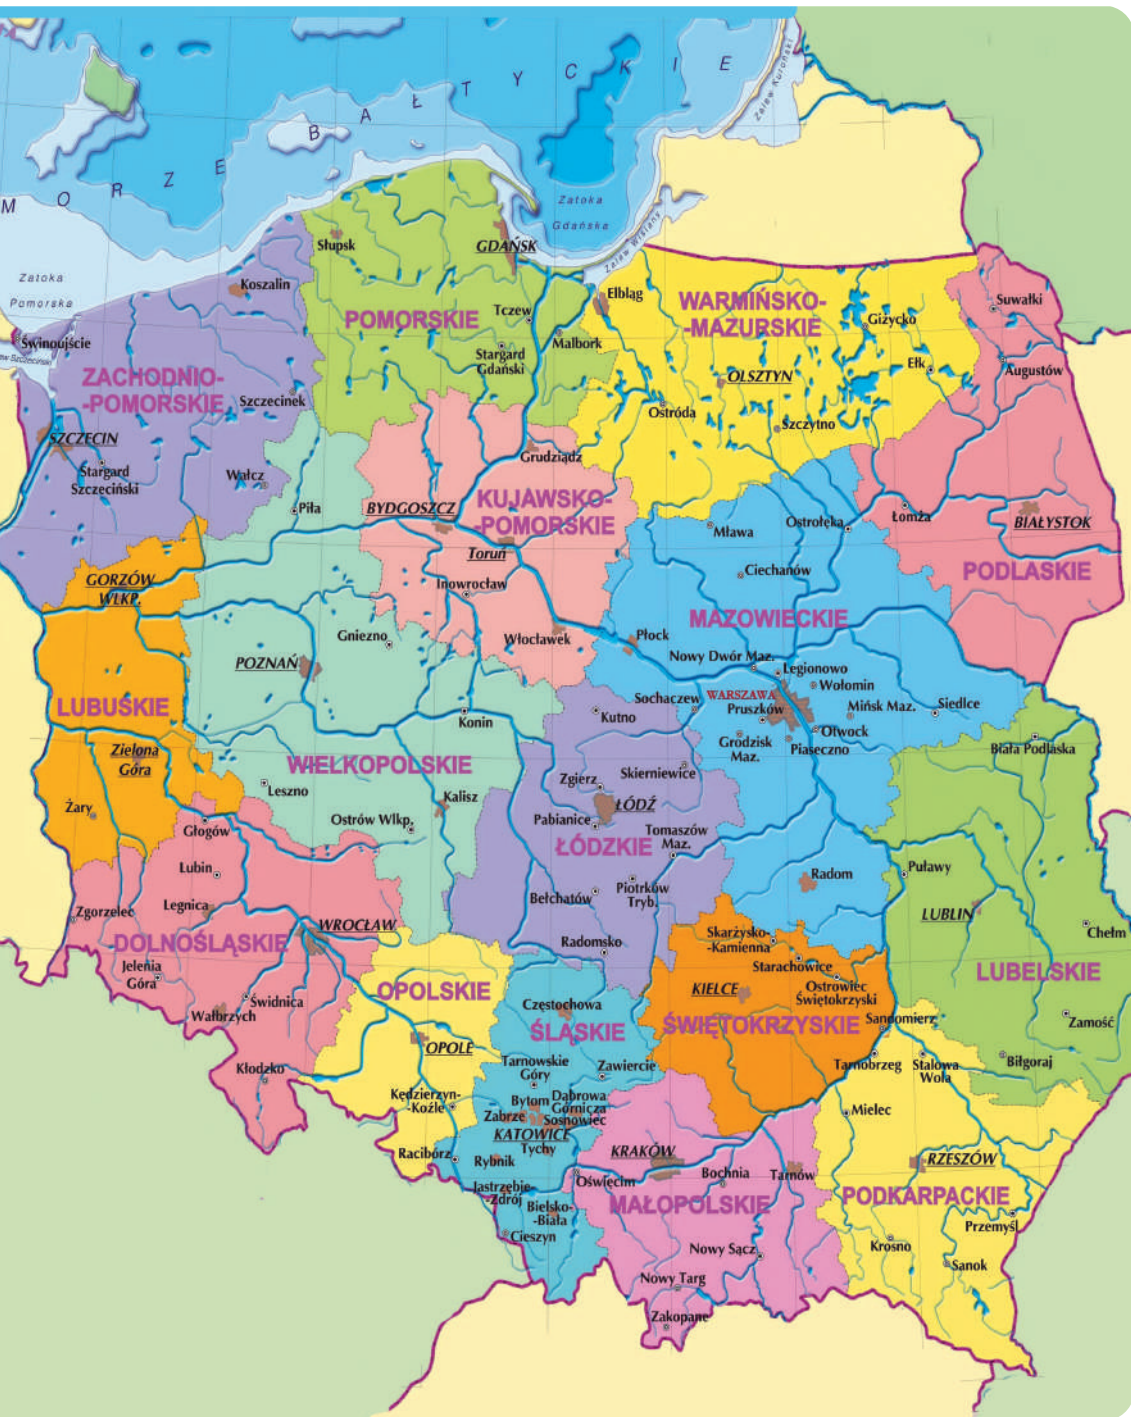 MORZE BAŁTYCKIE
Zalew Kuroński
Zatoka
Gdańska
Zalew Wiślany
Zatoka
Pomorska
Słupsk
GDAŃSK
Koszalin
Elbląg
WARMIŃSKO-
-MAZURSKIE
Suwałki
POMORSKIE
Tczew
Giżycko
Świnoujście
Malbork
Stargard
Gdański
Ełk
Augustów
ZACHODNIO-
-POMORSKIE
OLSZTYN
Szczecinek
Ostróda
Szczytno
SZCZECIN
Grudziądz
Stargard
Szczeciński
Wałcz
KUJAWSKO-
-POMORSKIE
Piła
BYDGOSZCZ
Łomża
Ostrołęka
BIAŁYSTOK
Mława
Toruń
PODLASKIE
Ciechanów
GORZÓW
WLKP.
Inowrocław
MAZOWIECKIE
Gniezno
Włocławek
Płock
Nowy Dwór Maz.
POZNAŃ
Legionowo
Wołomin
Sochaczew
WARSZAWA
LUBUSKIE
Pruszków
Mińsk Maz.
Siedlce
Konin
Kutno
Otwock
Zielona
Góra
Grodzisk
Maz.
Piaseczno
Biała Podlaska
WIELKOPOLSKIE
Skierniewice
Zgierz
Leszno
Kalisz
Żary
ŁÓDŹ
Ostrów Wlkp.
Pabianice
Głogów
Tomaszów
Maz.
ŁÓDZKIE
Lubin
Puławy
Radom
Piotrków
Tryb.
Bełchatów
Legnica
Zgorzelec
LUBLIN
WROCŁAW
Skarżysko-
-Kamienna
Chełm
DOLNOŚLĄSKIE
Radomsko
Jelenia
Góra
Starachowice
LUBELSKIE
OPOLSKIE
KIELCE
Ostrowiec
Świętokrzyski
Świdnica
Częstochowa
Wałbrzych
ŚLĄSKIE
ŚWIĘTOKRZYSKIE
Sandomierz
Zamość
OPOLE
Tarnowskie
Góry
Zawiercie
Tarnobrzeg
Stalowa
Wola
Biłgoraj
Kłodzko
Kędzierzyn-
-Koźle
Bytom
Dąbrowa
Górnicza
Zabrze
Sosnowiec
Mielec
KATOWICE
Tychy
Racibórz
Rybnik
KRAKÓW
Bochnia
Tarnów
RZESZÓW
Oświęcim
Jastrzębie-
-Zdrój
MAŁOPOLSKIE
PODKARPACKIE
Bielsko-
-Biała
Cieszyn
Przemyśl
Krosno
Nowy Sącz
Sanok
Nowy Targ
Zakopane